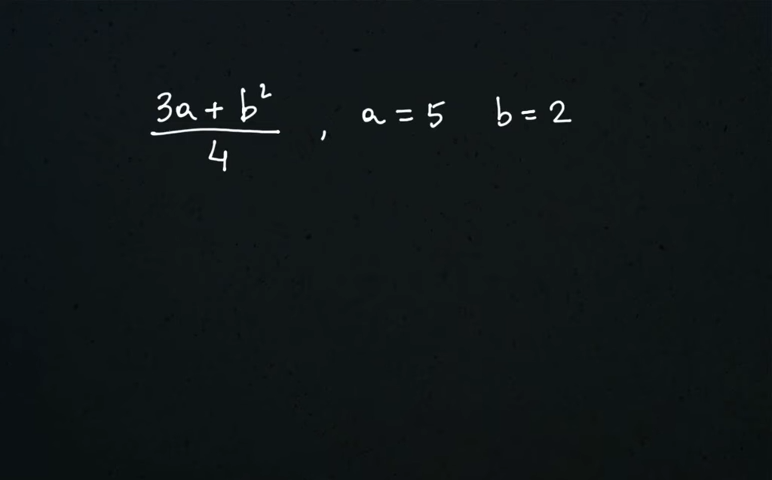 3a + b²
4
, a = 5 b = 2